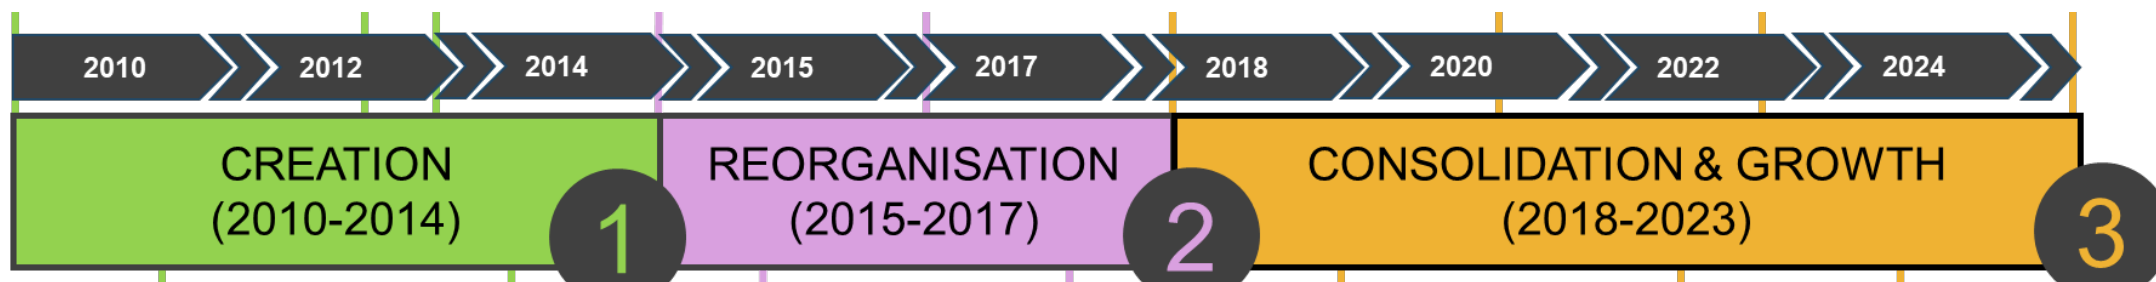 2010 2012 2014 2015 2017 2018 2020 2022 2024
CREATION
(2010-2014)
1
REORGANISATION
(2015-2017)
2
CONSOLIDATION & GROWTH
(2018-2023)
3